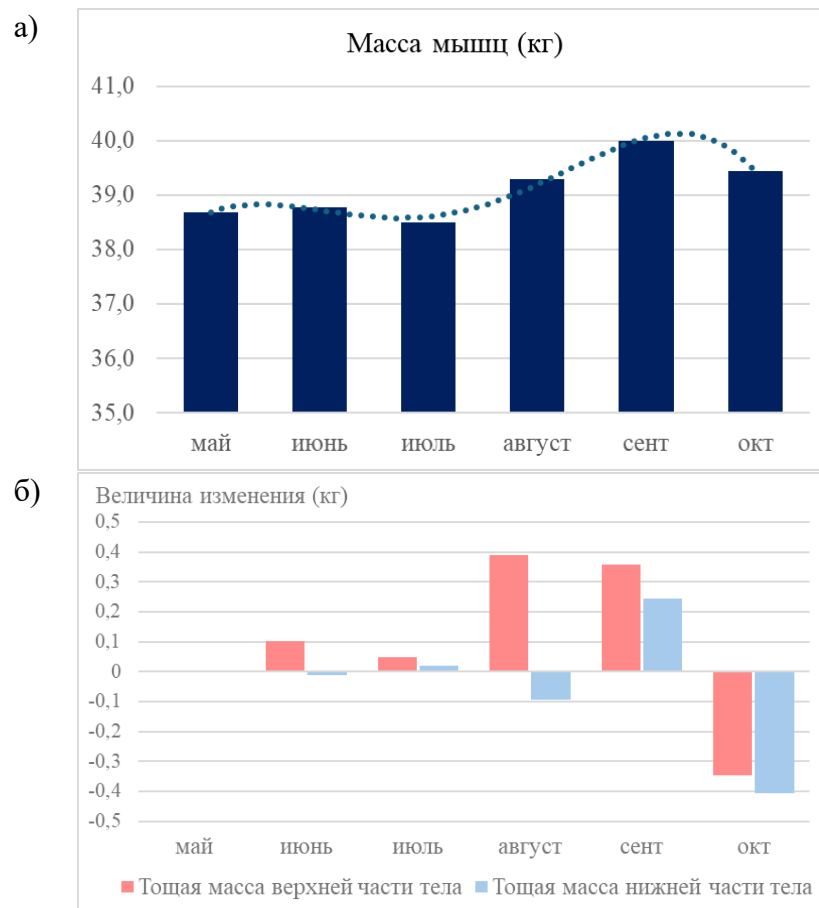 а)
Масса мышц (кг)
41,0
40,0
39,0
38,0
37,0
36,0
35,0
май июнь июль август сент окт
б)
Величина изменения (кг)
0,5
0,4
0,3
0,2
0,1
0
-0,1
-0,2
-0,3
-0,4
-0,5
май июнь июль август сент окт
Тощая масса верхней части тела Тощая масса нижней части тела